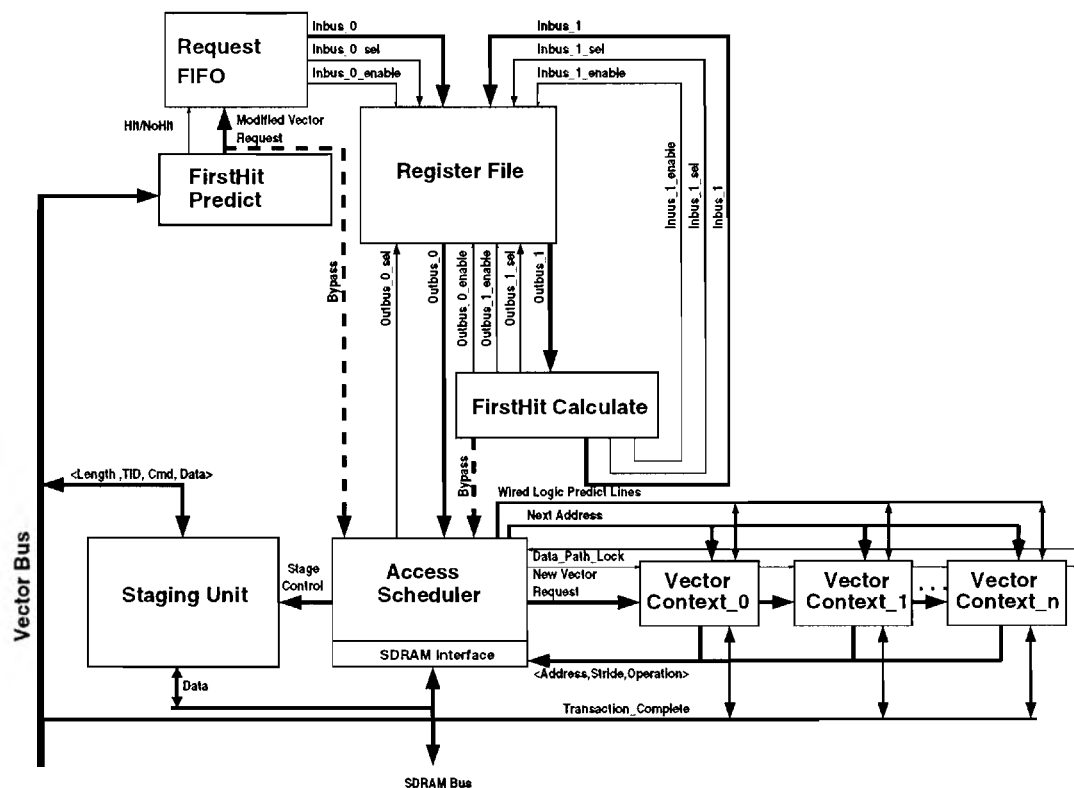 Request
FIFO
Inbus_0
Inbus_0_sel
Inbus_0_enable
Inbus_1
Inbus_1_sel
Inbus_1_enable
Hit/NoHit
Modified Vector
Request
FirstHit
Predict
Register File
Inuus_1_enable
Inbus_1_sel
Inbus_1
Bypass
Outbus_0_sel
Outbus_0
Outbus_0_enable
Outbus_1_enable
Outbus_1_sel
Outbus_1
FirstHit Calculate
Bypass
<Length ,TID, Cmd, Data>
Wired Logic Predict Lines
Next Address
Vector Bus
Staging Unit
Stage
Control
Access
Scheduler
SDRAM Interface
Data_Path_Lock
New Vector
Request
Vector
Context_0
Vector
Context_1
. . .
Vector
Context_n
<Address,Stride,Operation>
Data
Transaction_Complete
SDRAM Bus